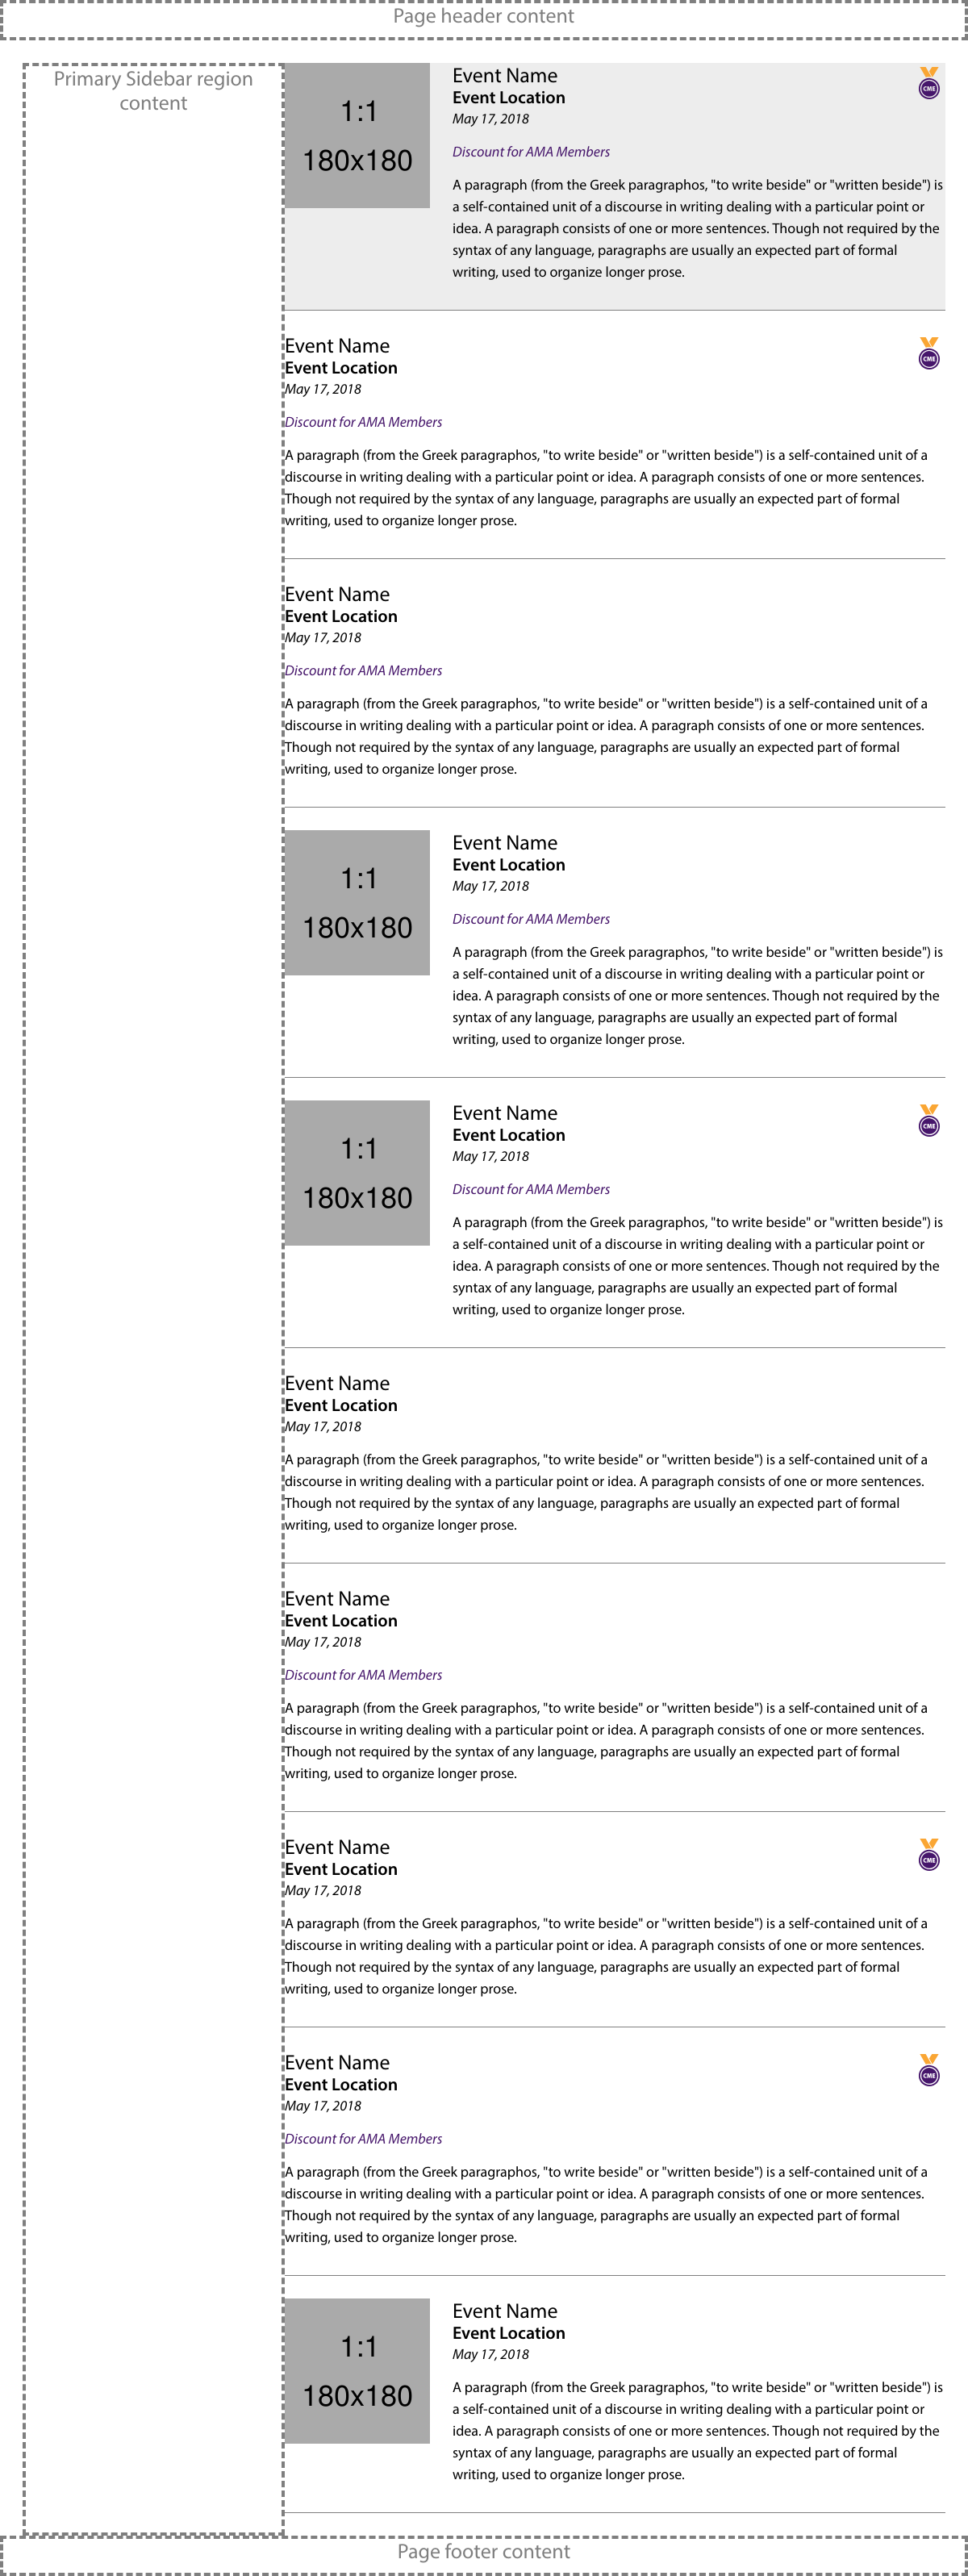 Page header content
Primary Sidebar region
content
1:1
180x180
Event Name
CME
Event Location
May 17, 2018
Discount for AMA Members
A paragraph (from the Greek paragraphos, "to write beside" or "written beside") is
a self-contained unit of a discourse in writing dealing with a particular point or
idea. A paragraph consists of one or more sentences. Though not required by the
syntax of any language, paragraphs are usually an expected part of formal
writing, used to organize longer prose.
Event Name
CME
Event Location
May 17, 2018
Discount for AMA Members
A paragraph (from the Greek paragraphos, "to write beside" or "written beside") is a self-contained unit of a
discourse in writing dealing with a particular point or idea. A paragraph consists of one or more sentences.
Though not required by the syntax of any language, paragraphs are usually an expected part of formal
writing, used to organize longer prose.
Event Name
Event Location
May 17, 2018
Discount for AMA Members
A paragraph (from the Greek paragraphos, "to write beside" or "written beside") is a self-contained unit of a
discourse in writing dealing with a particular point or idea. A paragraph consists of one or more sentences.
Though not required by the syntax of any language, paragraphs are usually an expected part of formal
writing, used to organize longer prose.
1:1
180x180
Event Name
Event Location
May 17, 2018
Discount for AMA Members
A paragraph (from the Greek paragraphos, "to write beside" or "written beside") is
a self-contained unit of a discourse in writing dealing with a particular point or
idea. A paragraph consists of one or more sentences. Though not required by the
syntax of any language, paragraphs are usually an expected part of formal
writing, used to organize longer prose.
1:1
180x180
Event Name
CME
Event Location
May 17, 2018
Discount for AMA Members
A paragraph (from the Greek paragraphos, "to write beside" or "written beside") is
a self-contained unit of a discourse in writing dealing with a particular point or
idea. A paragraph consists of one or more sentences. Though not required by the
syntax of any language, paragraphs are usually an expected part of formal
writing, used to organize longer prose.
Event Name
Event Location
May 17, 2018
A paragraph (from the Greek paragraphos, "to write beside" or "written beside") is a self-contained unit of a
discourse in writing dealing with a particular point or idea. A paragraph consists of one or more sentences.
Though not required by the syntax of any language, paragraphs are usually an expected part of formal
writing, used to organize longer prose.
Event Name
Event Location
May 17, 2018
Discount for AMA Members
A paragraph (from the Greek paragraphos, "to write beside" or "written beside") is a self-contained unit of a
discourse in writing dealing with a particular point or idea. A paragraph consists of one or more sentences.
Though not required by the syntax of any language, paragraphs are usually an expected part of formal
writing, used to organize longer prose.
Event Name
CME
Event Location
May 17, 2018
A paragraph (from the Greek paragraphos, "to write beside" or "written beside") is a self-contained unit of a
discourse in writing dealing with a particular point or idea. A paragraph consists of one or more sentences.
Though not required by the syntax of any language, paragraphs are usually an expected part of formal
writing, used to organize longer prose.
Event Name
CME
Event Location
May 17, 2018
Discount for AMA Members
A paragraph (from the Greek paragraphos, "to write beside" or "written beside") is a self-contained unit of a
discourse in writing dealing with a particular point or idea. A paragraph consists of one or more sentences.
Though not required by the syntax of any language, paragraphs are usually an expected part of formal
writing, used to organize longer prose.
1:1
180x180
Event Name
Event Location
May 17, 2018
A paragraph (from the Greek paragraphos, "to write beside" or "written beside") is
a self-contained unit of a discourse in writing dealing with a particular point or
idea. A paragraph consists of one or more sentences. Though not required by the
syntax of any language, paragraphs are usually an expected part of formal
writing, used to organize longer prose.
Page footer content